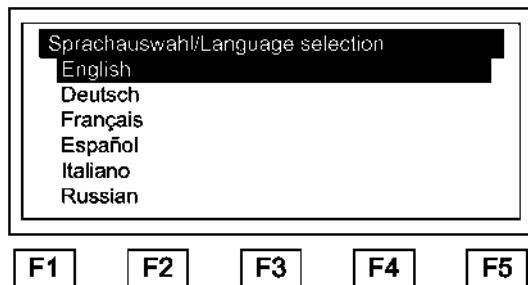 Sprachauswahl/Language selection
English
Deutsch
Français
Español
Italiano
Russian
F1 F2 F3 F4 F5